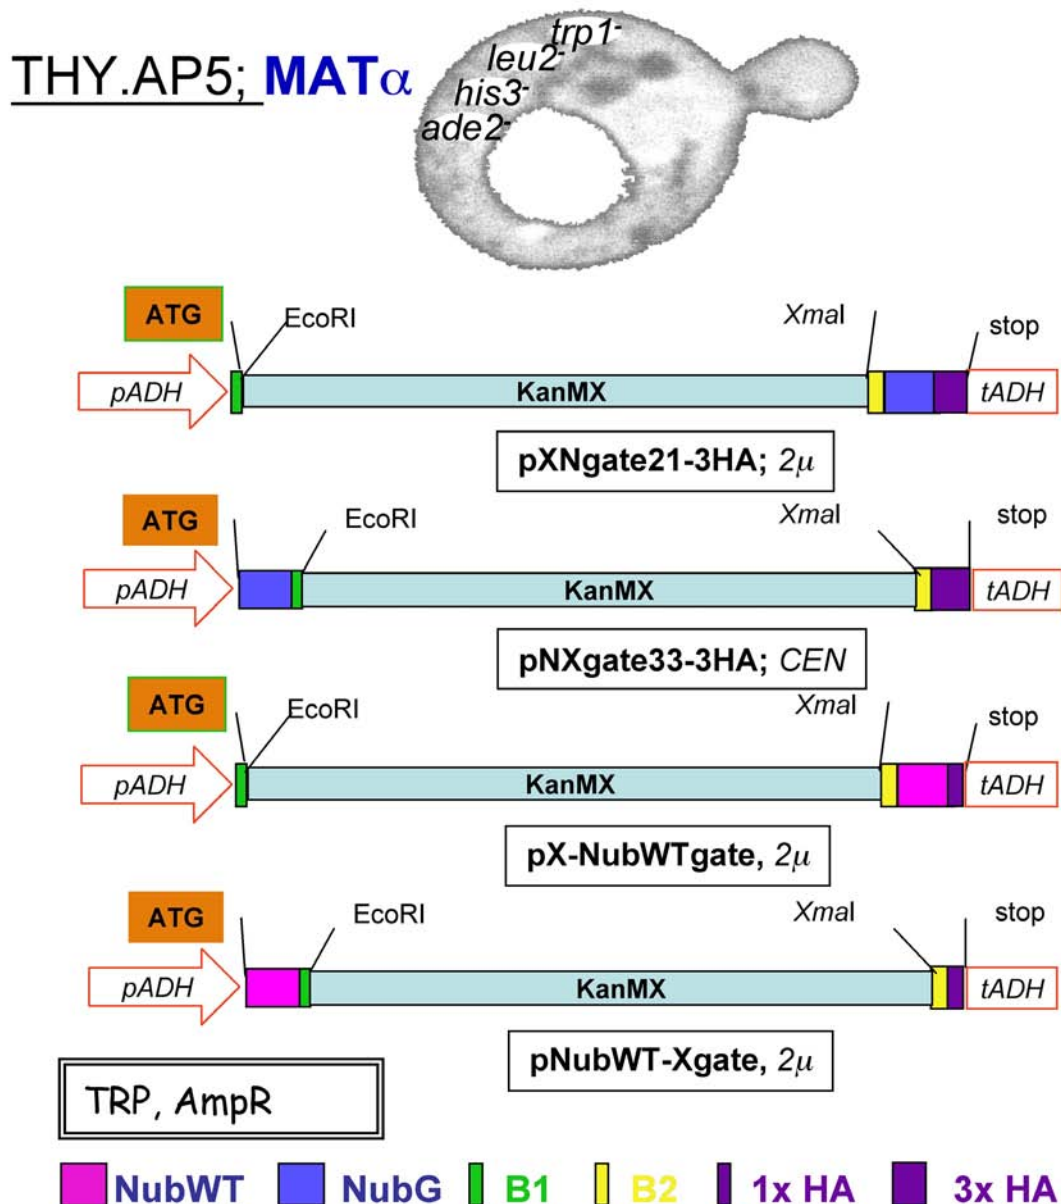 THY.AP5; MATα
trp1-
leu2-
his3-
ade2-
ATG
EcoRI
XmaI
stop
pADH
KanMX
tADH
pXNgate21-3HA; 2μ
ATG
EcoRI
XmaI
stop
pADH
KanMX
tADH
pNXgate33-3HA; CEN
ATG
EcoRI
XmaI
stop
pADH
KanMX
tADH
pX-NubWTgate, 2μ
ATG
EcoRI
XmaI
stop
pADH
KanMX
tADH
pNubWT-Xgate, 2μ
TRP, AmpR
NubWT NubG B1 B2 1x HA 3x HA